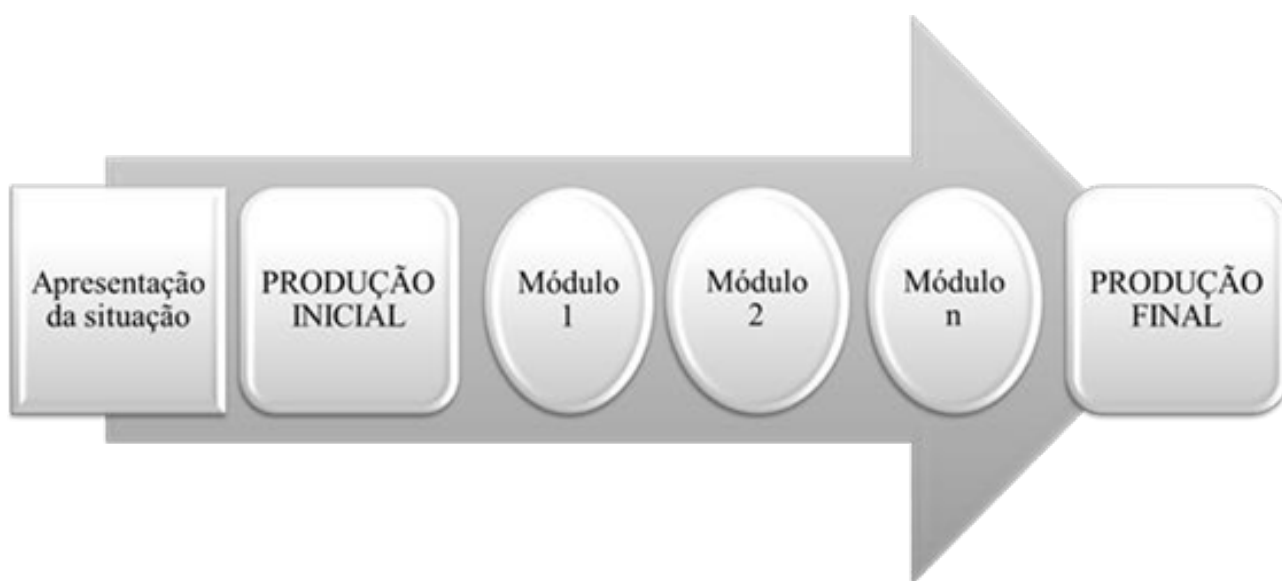 Apresentação
da situação
PRODUÇÃO
INICIAL
Módulo
1
Módulo
2
Módulo
n
PRODUÇÃO
FINAL